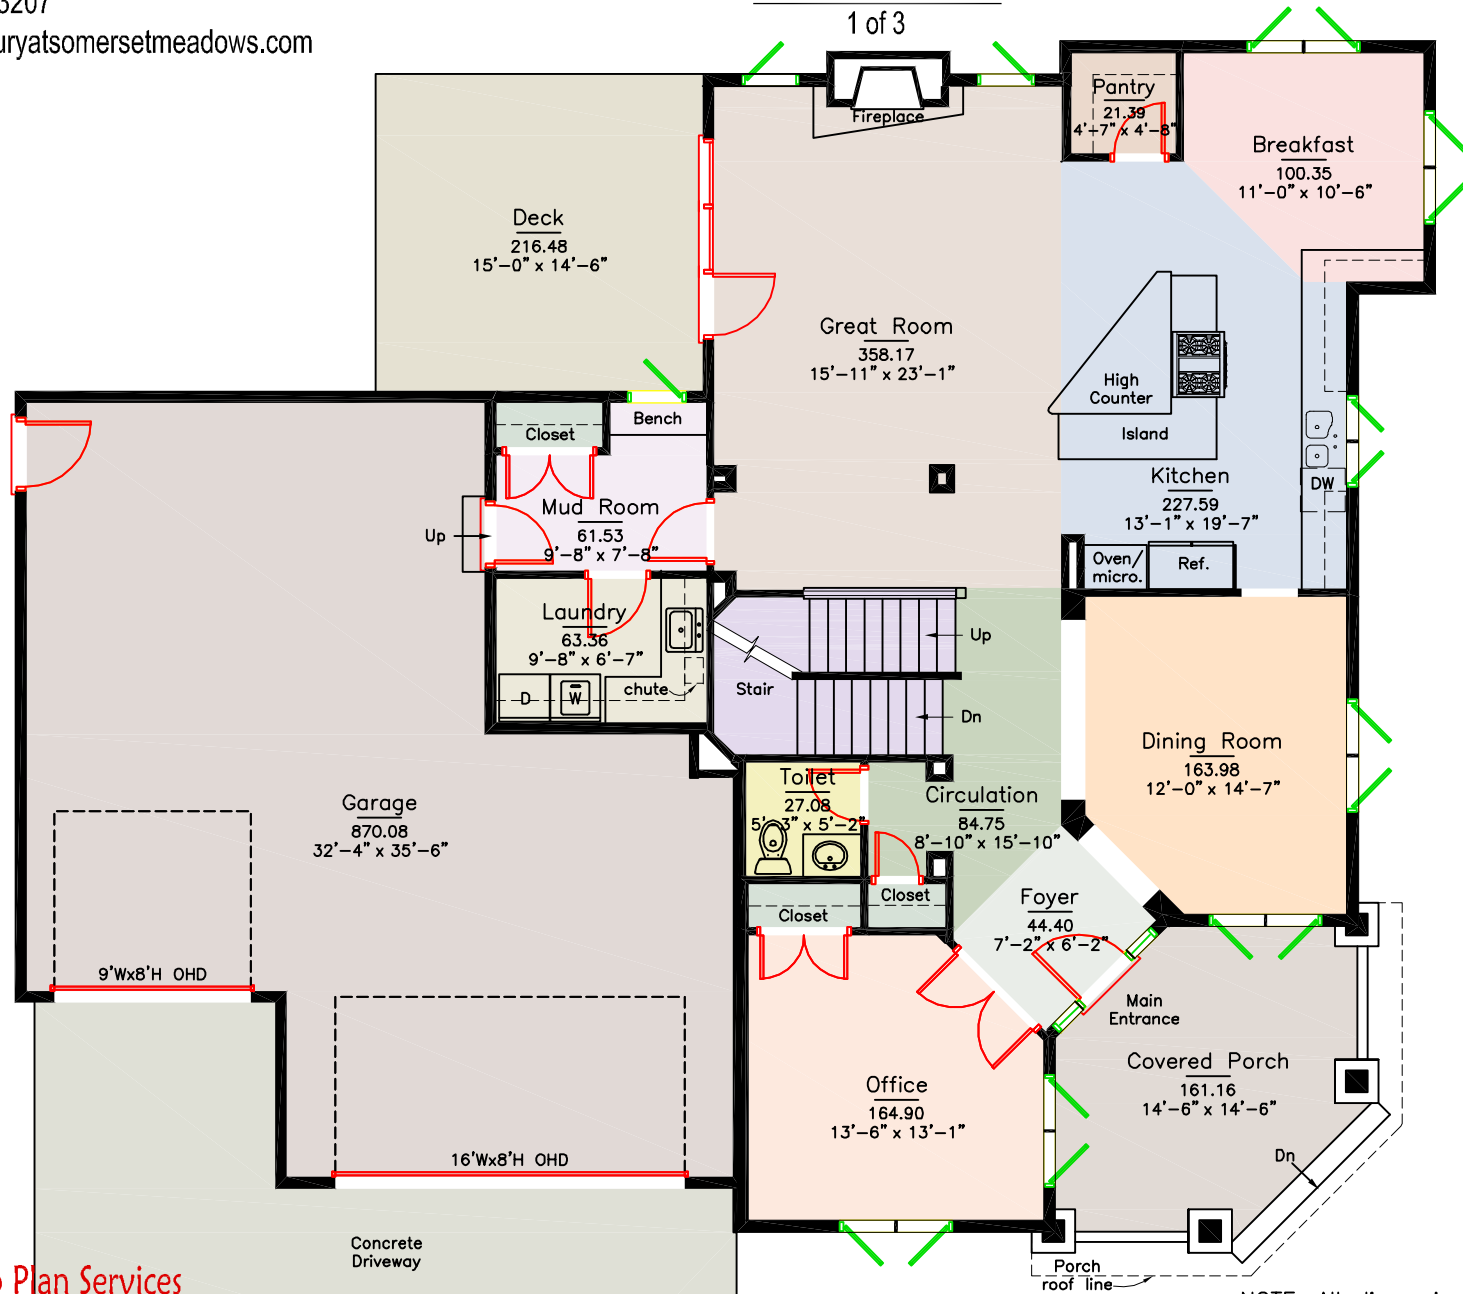 3207
uryatsomersetmeadows.com
1 of 3
Fireplace
Pantry
21.39
4'-7" x 4'-8"
Breakfast
100.35
11'-0" x 10'-6"
Deck
216.48
15'-0" x 14'-6"
Great Room
358.17
15'-11" x 23'-1"
High
Counter
Island
Kitchen
227.59
13'-1" x 19'-7"
DW
Oven/
micro.
Ref.
Closet
Bench
Mud Room
61.53
9'-8" x 7'-8"
Up
Laundry
63.36
9'-8" x 6'-7"
chute
D
W
Stair
Up
Dn
Dining Room
163.98
12'-0" x 14'-7"
Garage
870.08
32'-4" x 35'-6"
Toilet
27.08
5'-3" x 5'-2"
Circulation
84.75
8'-10" x 15'-10"
Closet
Closet
Foyer
44.40
7'-2" x 6'-2"
9'Wx8'H OHD
16'Wx8'H OHD
Main
Entrance
Office
164.90
13'-6" x 13'-1"
Covered Porch
161.16
14'-6" x 14'-6"
Dn
Concrete
Driveway
Porch
roof line
Plan Services